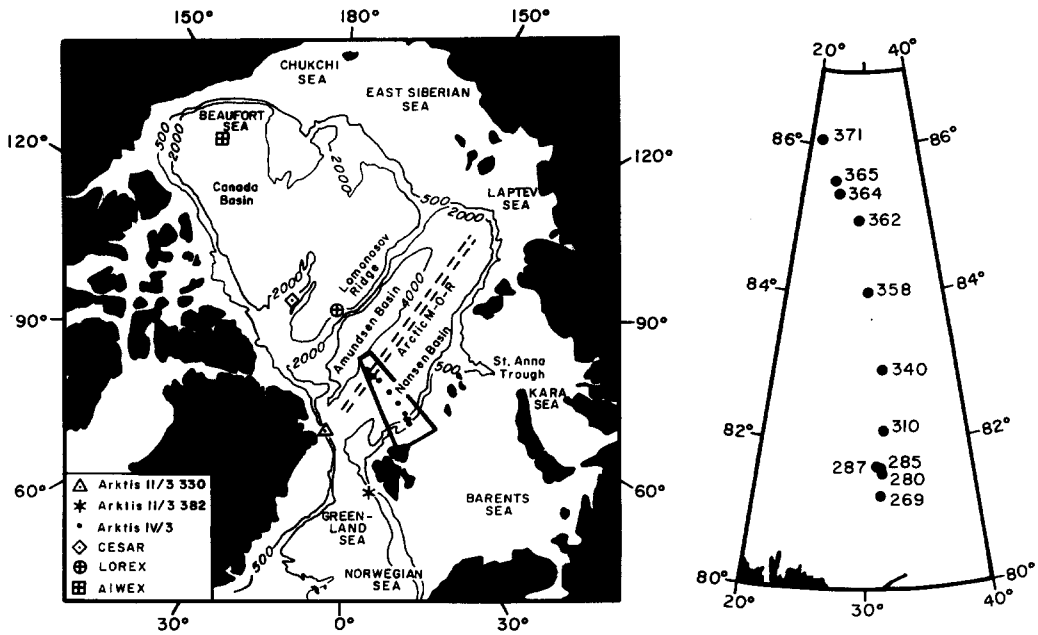 150°
180°
150°
CHUKCHI
SEA
EAST SIBERIAN
SEA
BEAUFORT
SEA
500
2000
2000
120°
120°
Canada
Basin
LAPTEV
SEA
500
2000
Lomonosov
Ridge
2000
4000
Amundsen Basin
Arctic M-O-R
Nansen Basin
90°
90°
2000
500
St. Anna
Trough
KARA
SEA
60°
60°
BARENTS
SEA
GREEN-
LAND
SEA
500
NORWEGIAN
SEA
Arktis II/3 330
Arktis II/3 382
Arktis IV/3
CESAR
LOREX
AIWEX
30°
0°
30°
20°
40°
86°
371
86°
365
364
362
84°
358
84°
340
82°
310
82°
287
285
280
269
80°
80°
20°
30°
40°